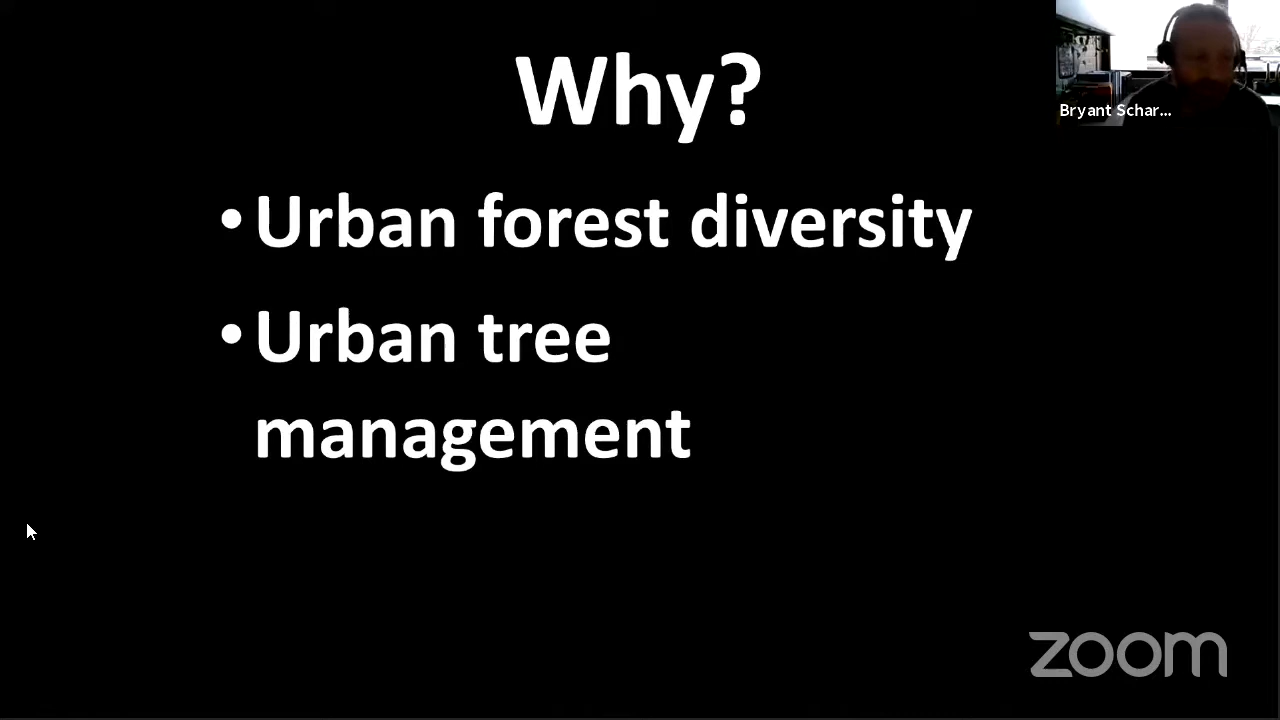 Why?
Bryant Schar...
•Urban forest diversity
•Urban tree
management
zoom